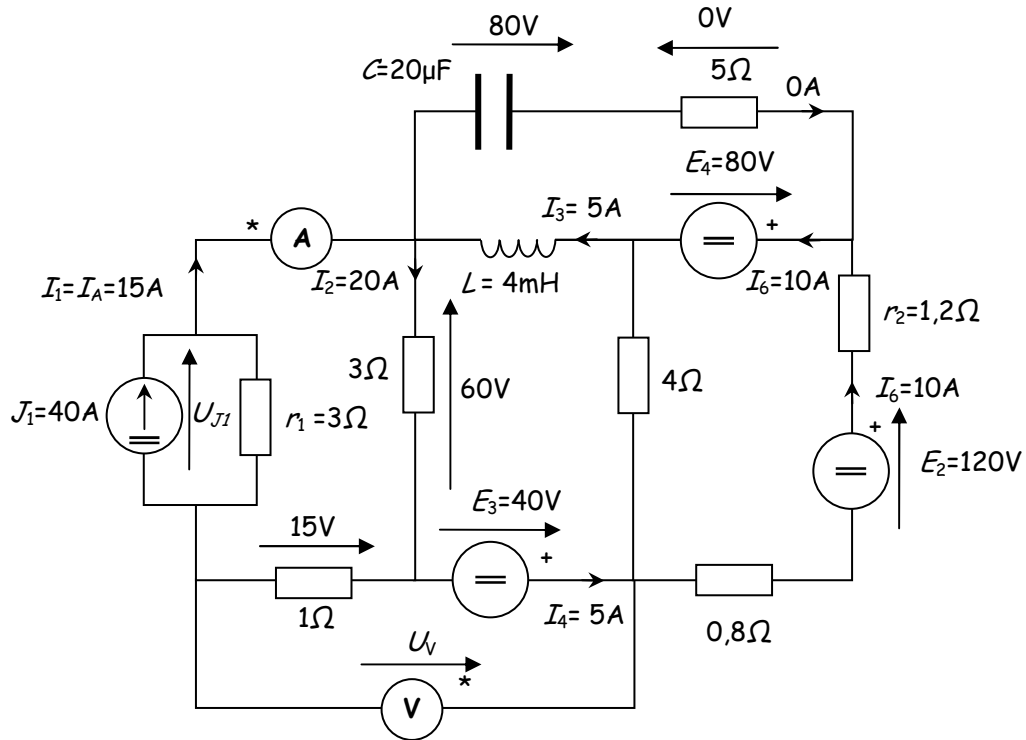 80V
0V
C=20µF
5Ω
0A
E4=80V
+
*
A
I3= 5A
I1=IA=15A
I2=20A
L = 4mH
I6=10A
r2=1,2Ω
3Ω
60V
4Ω
J1=40A
UJ1
r1=3Ω
I6=10A
+
E2=120V
15V
E3=40V
+
1Ω
I4= 5A
0,8Ω
UV
*
V